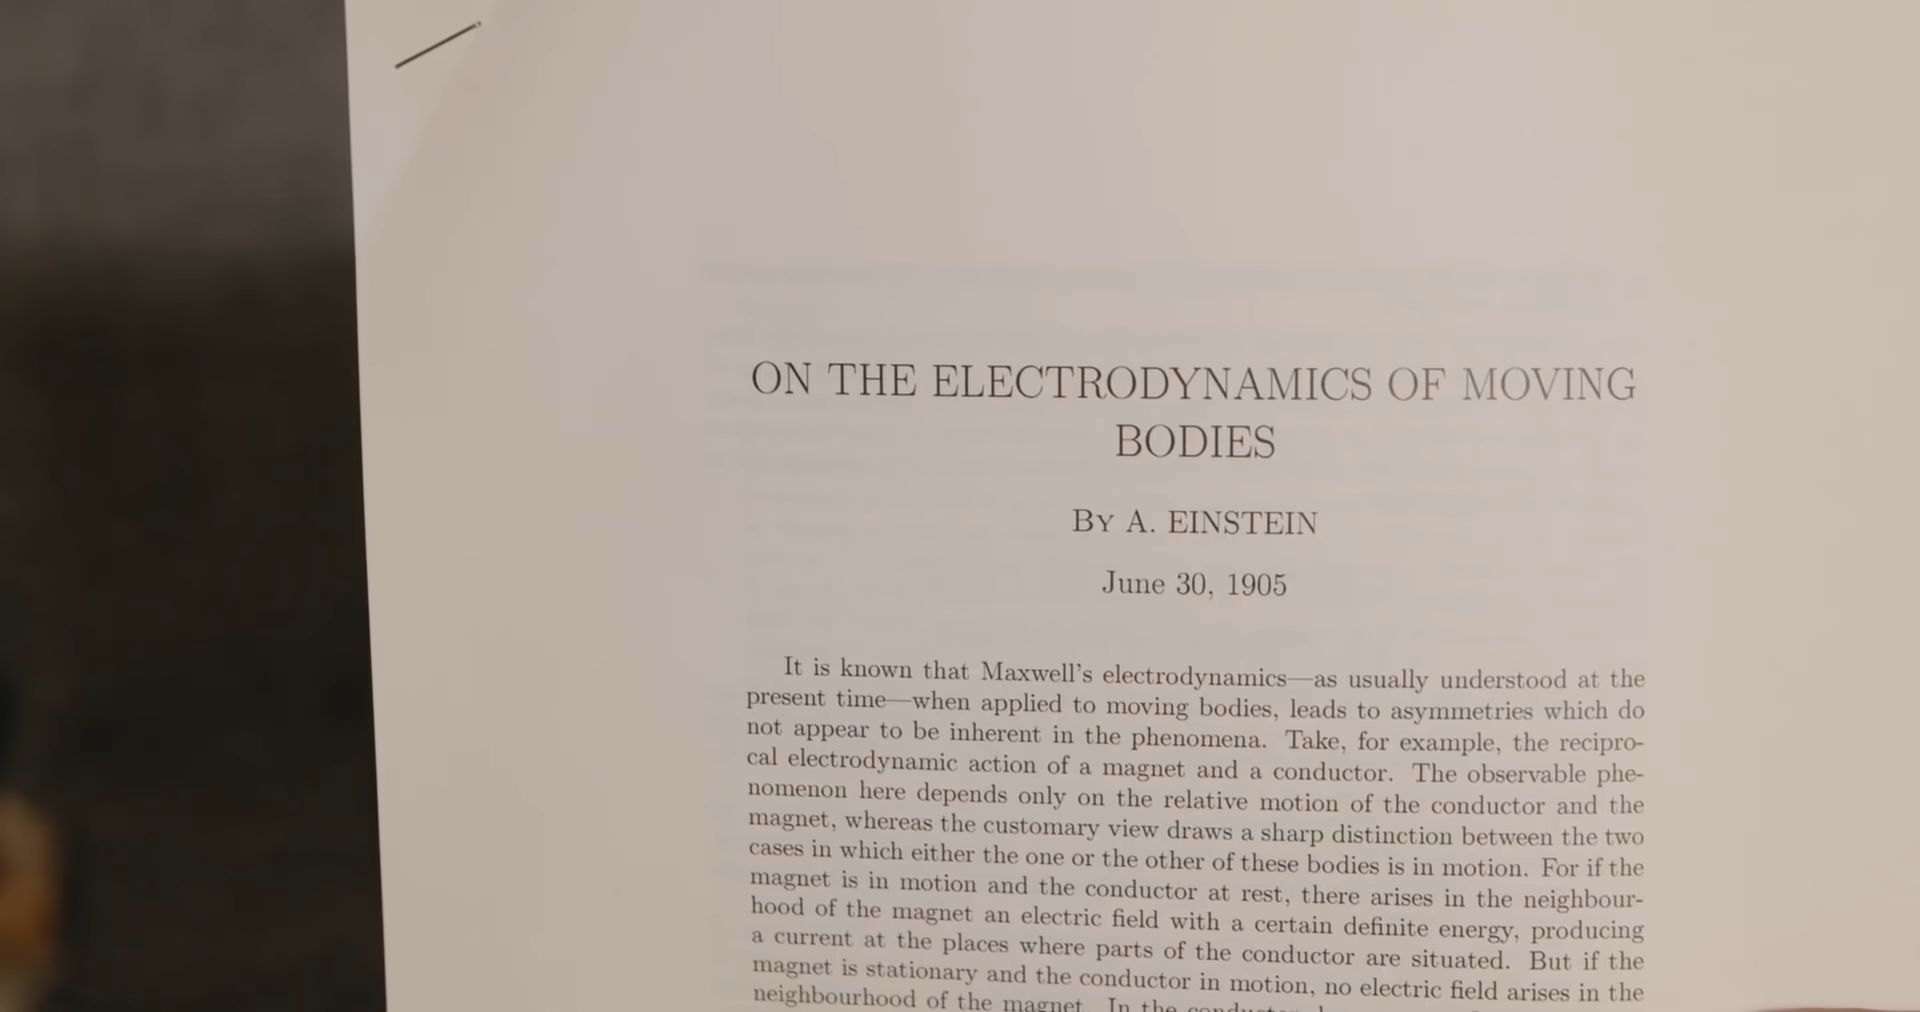 ON THE ELECTRODYNAMICS OF MOVING
BODIES
By A. EINSTEIN
June 30, 1905
It is known that Maxwell's electrodynamics—as usually understood at the
present time—when applied to moving bodies, leads to asymmetries which do
not appear to be inherent in the phenomena. Take, for example, the recipro-
cal electrodynamic action of a magnet and a conductor. The observable phe-
nomenon here depends only on the relative motion of the conductor and the
magnet, whereas the customary view draws a sharp distinction between the two
cases in which either the one or the other of these bodies is in motion. For if the
magnet is in motion and the conductor at rest, there arises in the neighbour-
hood of the magnet an electric field with a certain definite energy, producing
a current at the places where parts of the conductor are situated. But if the
magnet is stationary and the conductor in motion, no electric field arises in the
neighbourhood of the magnet. In the